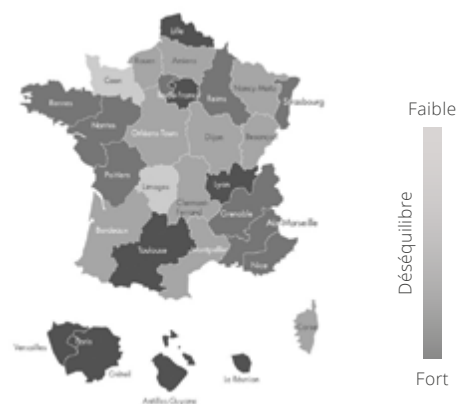 Lille
Rouen
Amiens
Caen
Reims
Nancy-Metz
Strasbourg
Rennes
Nantes
Orléans-Tours
Dijon
Besançon
Poitiers
Limoges
Clermont
Ferrand
Lyon
Grenoble
Bordeaux
Toulouse
Montpellier
Aix-Marseille
Nice
Corse
Versailles
Paris
Créteil
Antilles-Guyane
La Réunion
Faible
Déséquilibre
Fort